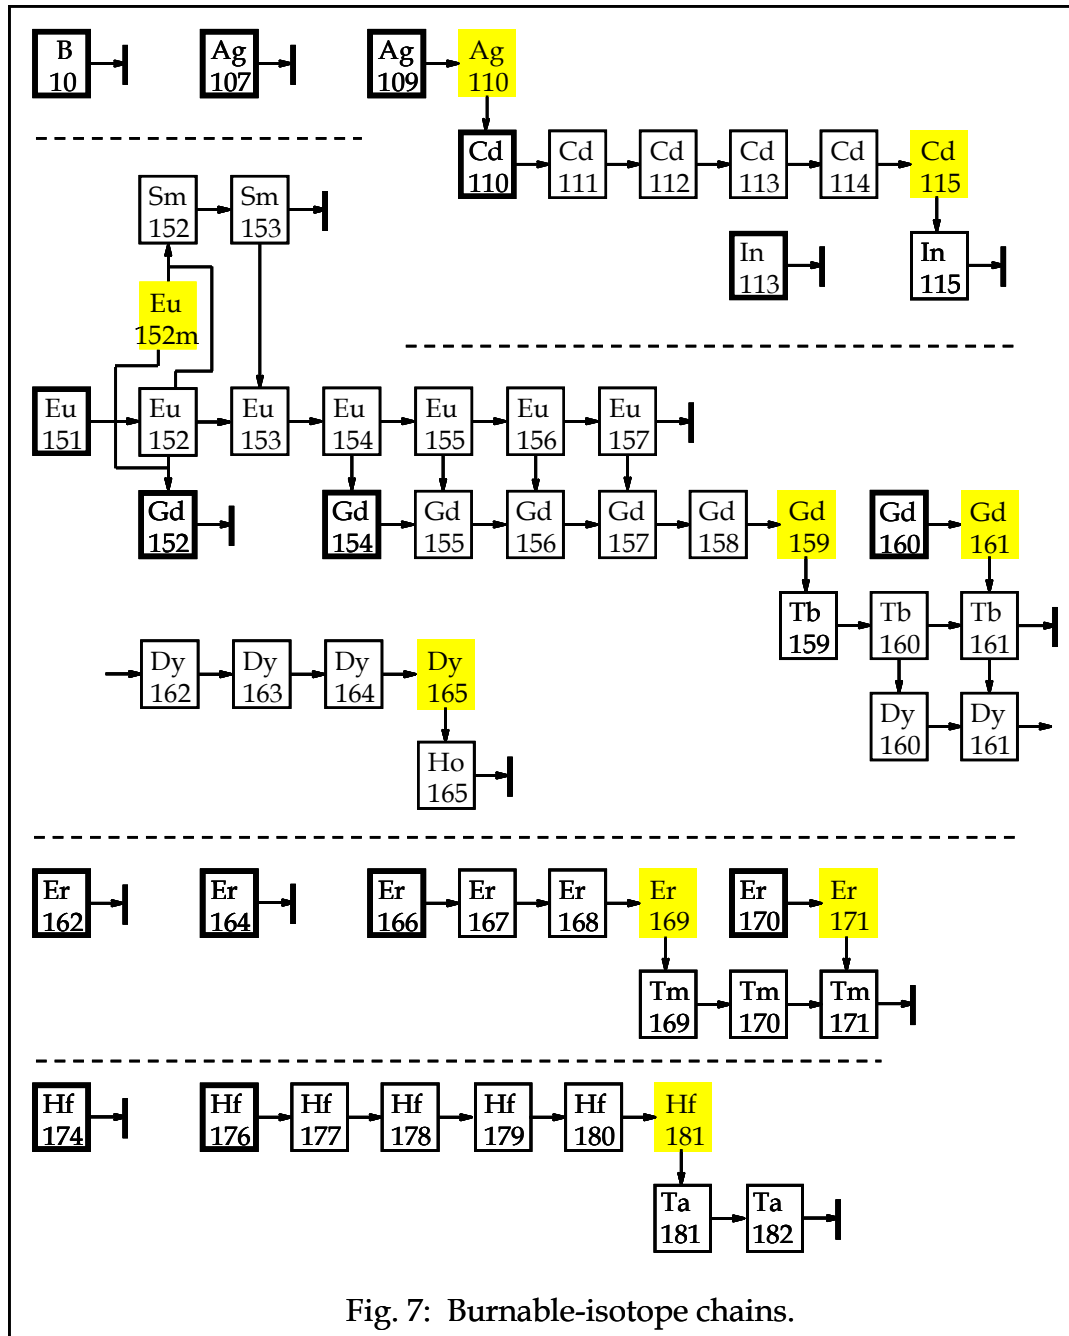 B
10
Ag
107
Ag
109
Ag
110
Cd
110
Cd
111
Cd
112
Cd
113
Cd
114
Cd
115
Sm
152
Sm
153
In
113
In
115
Eu
152m
Eu
151
Eu
152
Eu
153
Eu
154
Eu
155
Eu
156
Eu
157
Gd
152
Gd
154
Gd
155
Gd
156
Gd
157
Gd
158
Gd
159
Gd
160
Gd
161
Tb
159
Tb
160
Tb
161
Dy
162
Dy
163
Dy
164
Dy
165
Dy
160
Dy
161
Ho
165
Er
162
Er
164
Er
166
Er
167
Er
168
Er
169
Er
170
Er
171
Tm
169
Tm
170
Tm
171
Hf
174
Hf
176
Hf
177
Hf
178
Hf
179
Hf
180
Hf
181
Ta
181
Ta
182
Fig. 7: Burnable-isotope chains.